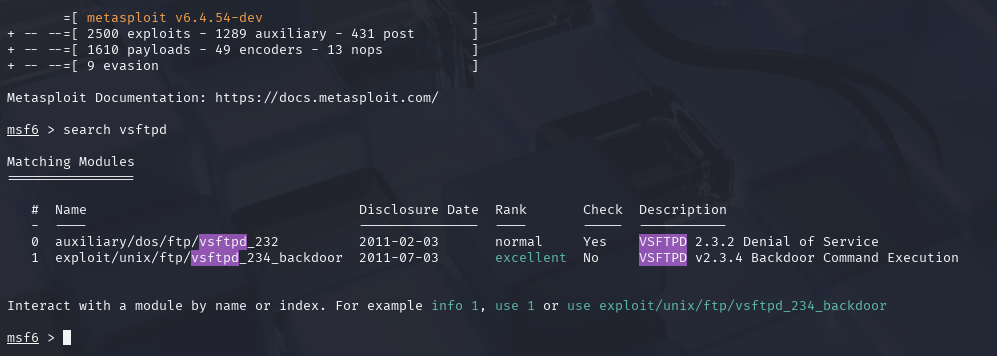 =[ metasploit v6.4.54-dev ]
+ -- --=[ 2500 exploits - 1289 auxiliary - 431 post ]
+ -- --=[ 1610 payloads - 49 encoders - 13 nops ]
+ -- --=[ 9 evasion ]
Metasploit Documentation: https://docs.metasploit.com/
msf6 > search vsftpd
Matching Modules
================
# Name Disclosure Date Rank Check Description
- ---- --------------- ---- ----- -----------
0 auxiliary/dos/ftp/vsftpd_232 2011-02-03 normal Yes VSFTPD 2.3.2 Denial of Service
1 exploit/unix/ftp/vsftpd_234_backdoor 2011-07-03 excellent No VSFTPD v2.3.4 Backdoor Command Execution
Interact with a module by name or index. For example info 1, use 1 or use exploit/unix/ftp/vsftpd_234_backdoor
msf6 >